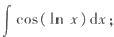 ∫ cos(ln x) dx;